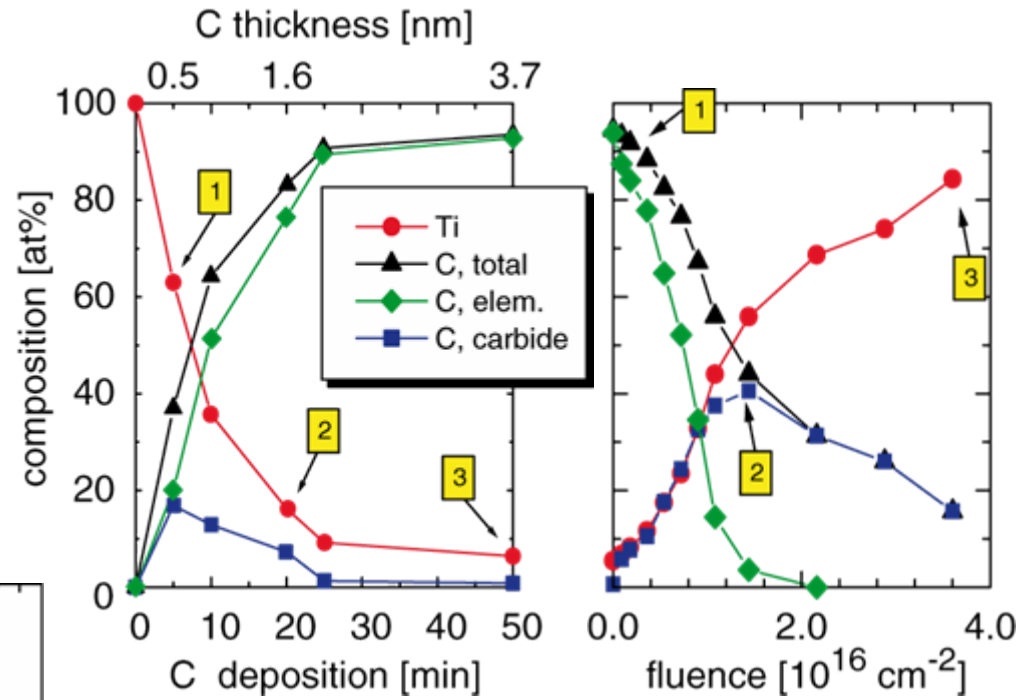 C thickness [nm]
0.5 1.6 3.7
composition [at%]
100
80
60
40
20
0
1
2
3
Ti
C, total
C, elem.
C, carbide
0 10 20 30 40 50
C deposition [min]
1
2
3
0.0 2.0 4.0
fluence [10¹⁶ cm⁻²]